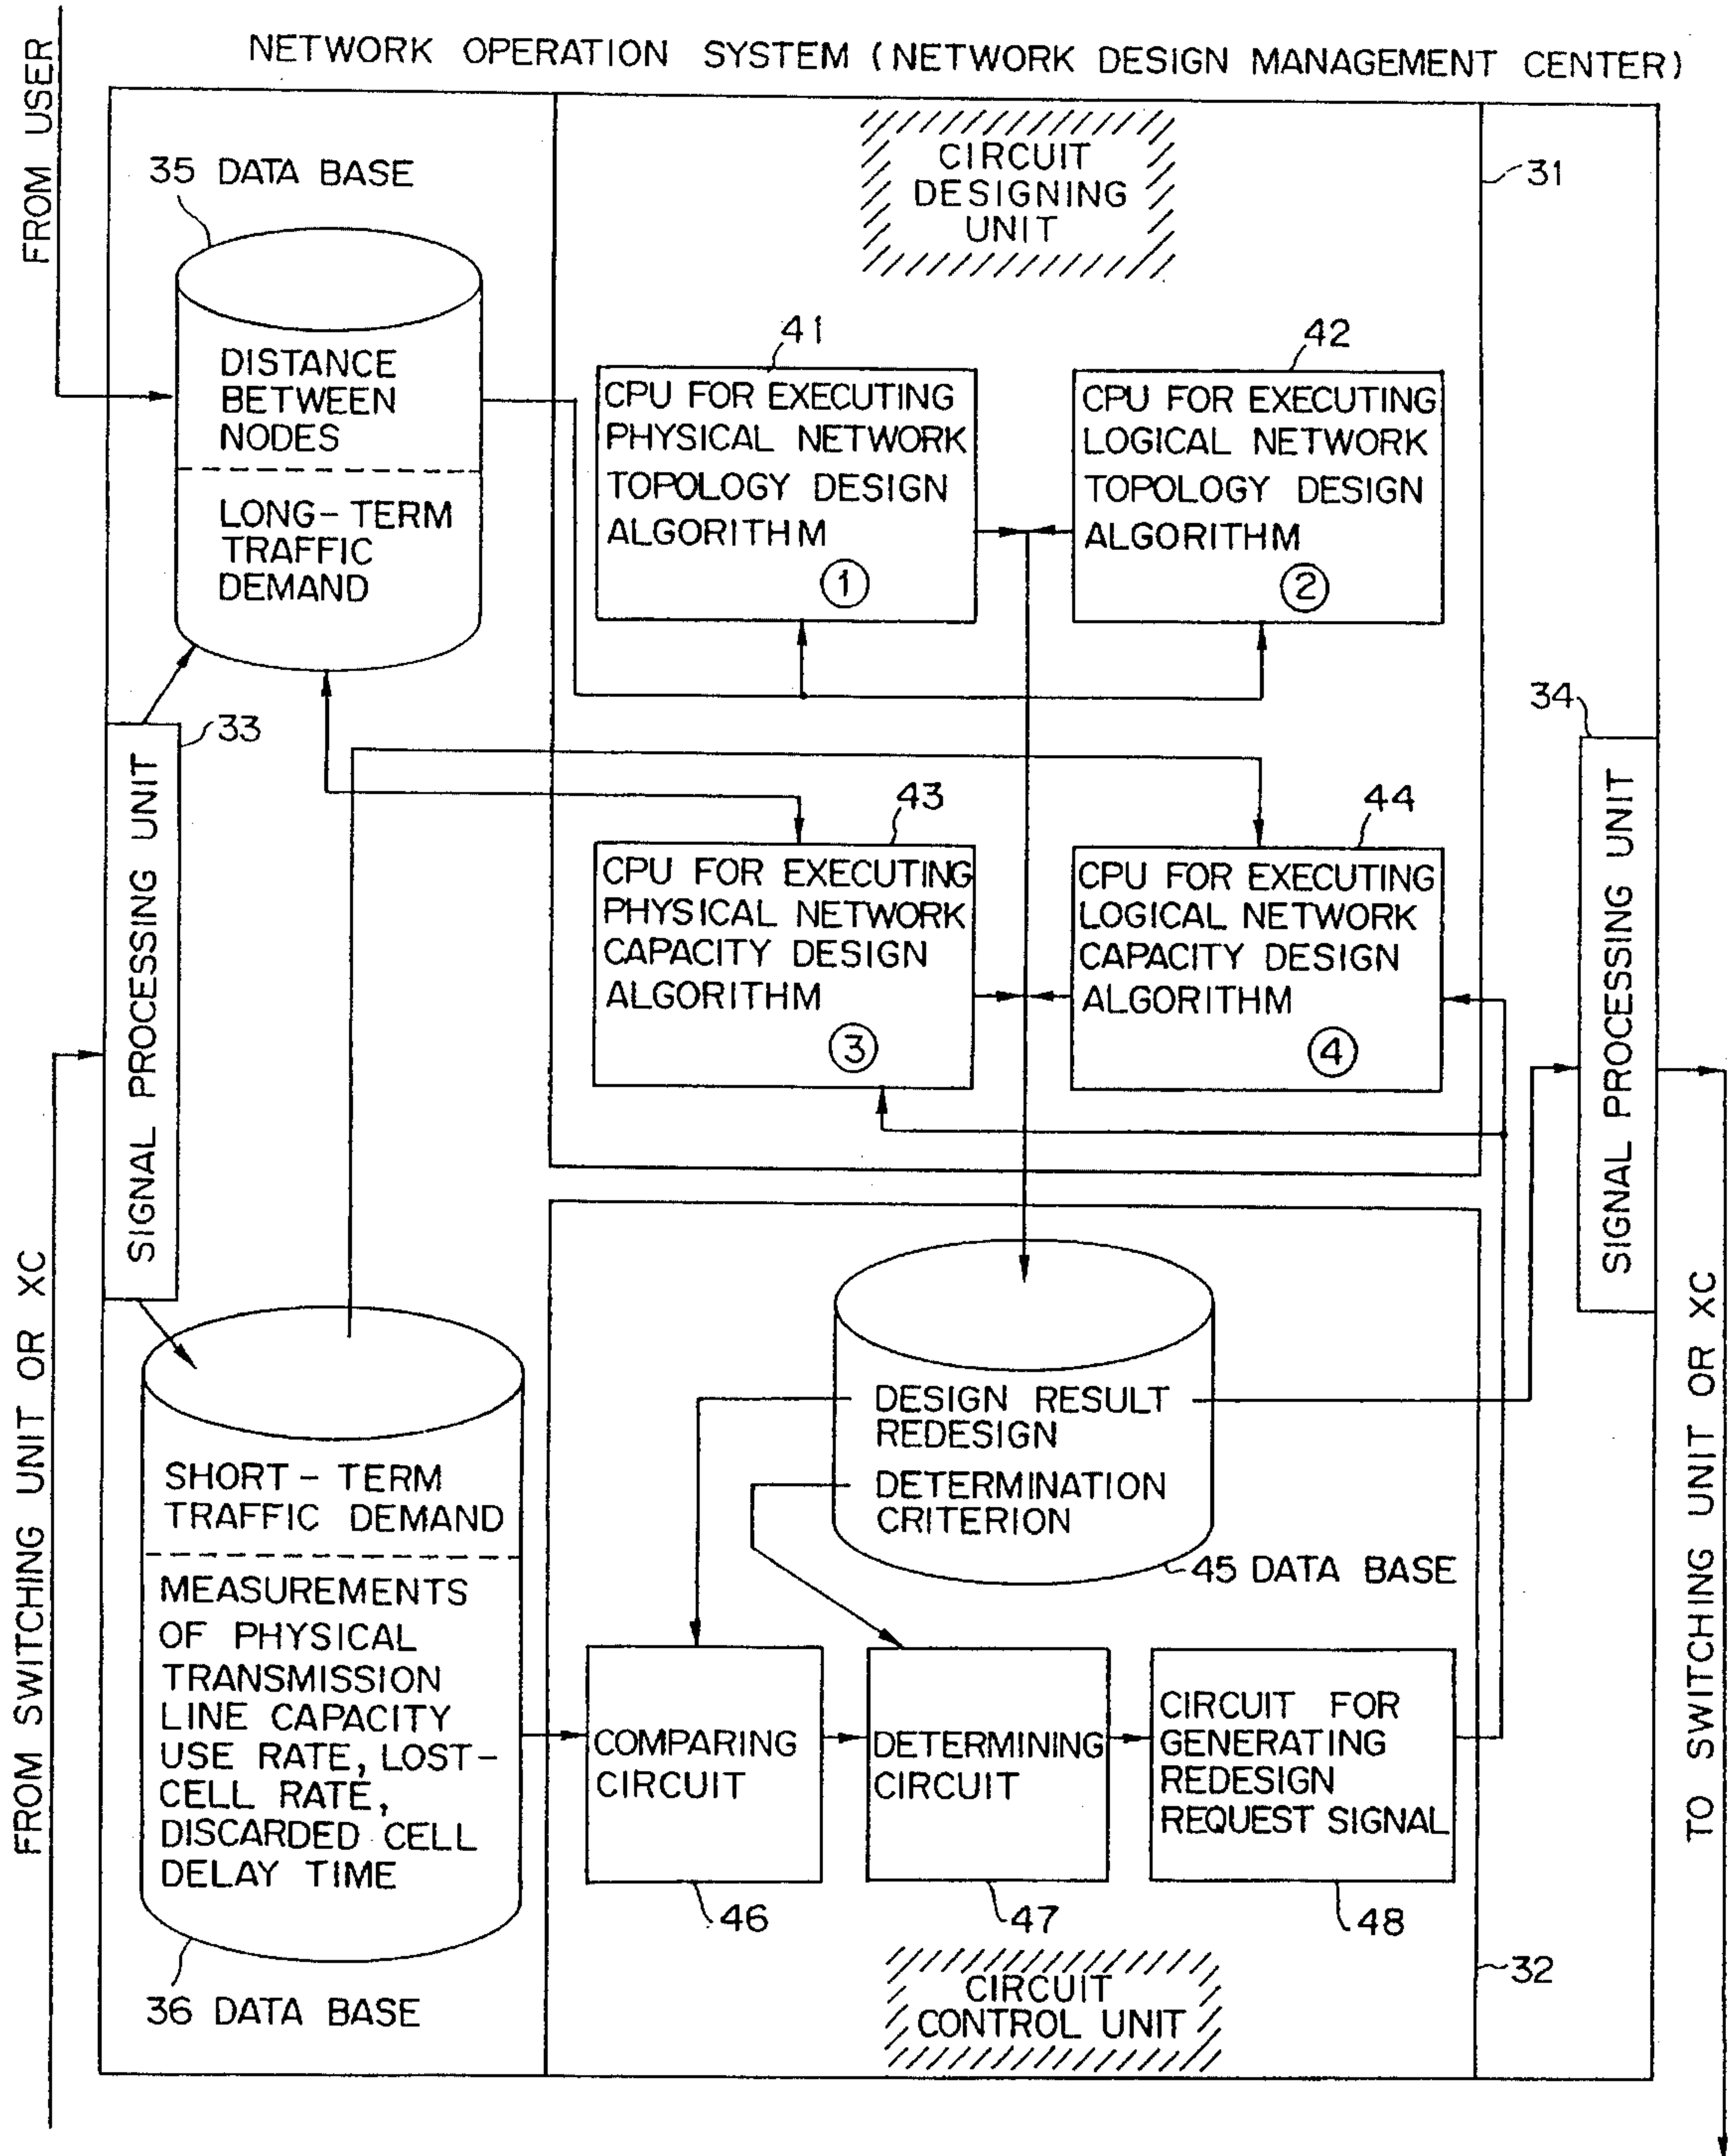 NETWORK OPERATION SYSTEM (NETWORK DESIGN MANAGEMENT CENTER)
FROM USER
35 DATA BASE
DISTANCE
BETWEEN
NODES
LONG-TERM
TRAFFIC
DEMAND
CIRCUIT
DESIGNING
UNIT
31
41
CPU FOR EXECUTING
PHYSICAL NETWORK
TOPOLOGY DESIGN
ALGORITHM
①
42
CPU FOR EXECUTING
LOGICAL NETWORK
TOPOLOGY DESIGN
ALGORITHM
②
33
SIGNAL PROCESSING UNIT
34
SIGNAL PROCESSING UNIT
43
CPU FOR EXECUTING
PHYSICAL NETWORK
CAPACITY DESIGN
ALGORITHM
③
44
CPU FOR EXECUTING
LOGICAL NETWORK
CAPACITY DESIGN
ALGORITHM
④
FROM SWITCHING UNIT OR XC
TO SWITCHING UNIT OR XC
SHORT-TERM
TRAFFIC DEMAND
MEASUREMENTS
OF PHYSICAL
TRANSMISSION
LINE CAPACITY
USE RATE, LOST-
CELL RATE,
DISCARDED CELL
DELAY TIME
36 DATA BASE
DESIGN RESULT
REDESIGN
DETERMINATION
CRITERION
45 DATA BASE
COMPARING
CIRCUIT
46
DETERMINING
CIRCUIT
47
CIRCUIT FOR
GENERATING
REDESIGN
REQUEST SIGNAL
48
CIRCUIT
CONTROL UNIT
32